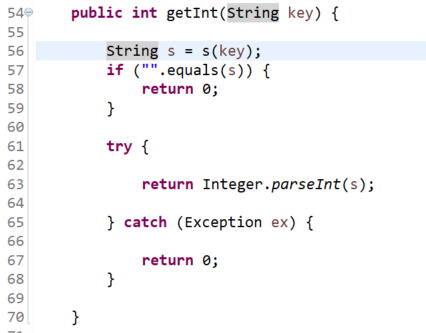 54 public int getInt(String key) {
55
56 String s = s(key);
57 if ("".equals(s)) {
58 return 0;
59 }
60
61 try {
62
63 return Integer.parseInt(s);
64
65 } catch (Exception ex) {
66
67 return 0;
68 }
69
70 }